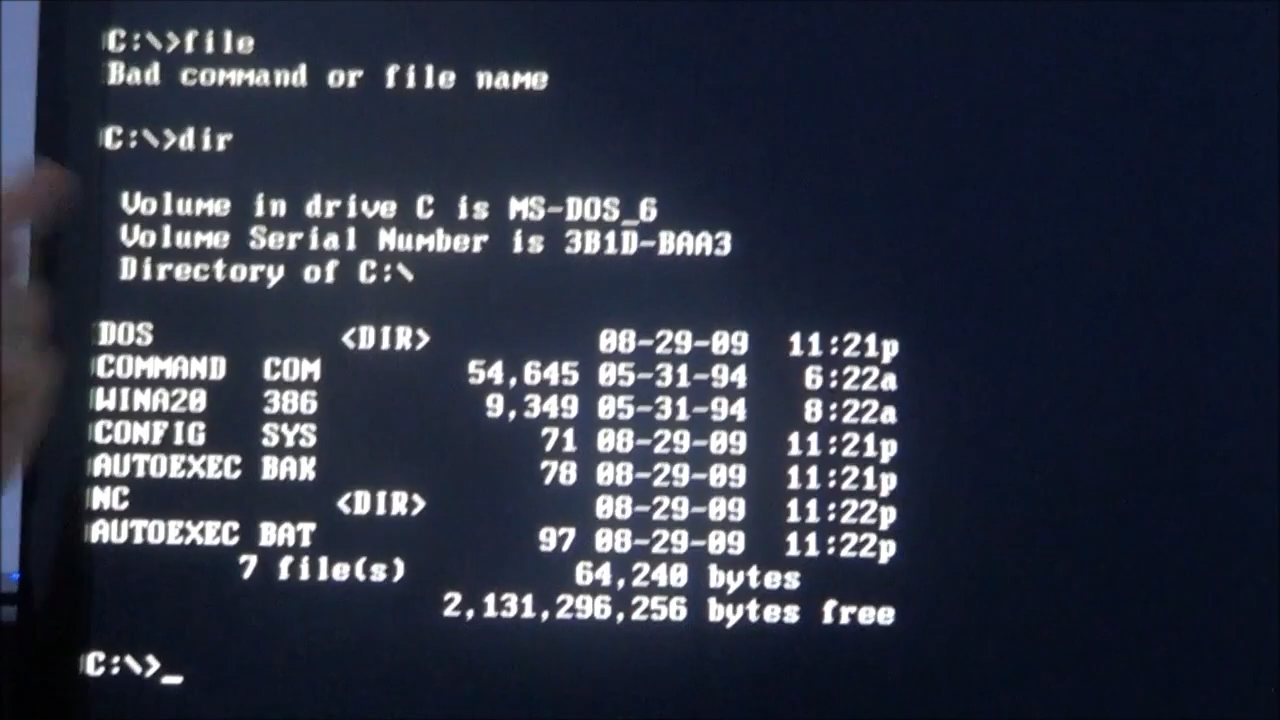 C:\>file
Bad command or file name
C:\>dir
Volume in drive C is MS-DOS_6
Volume Serial Number is 3B1D-BAA3
Directory of C:\
DOS <DIR> 08-29-09 11:21p
COMMAND COM 54,645 05-31-94 6:22a
WINA20 386 9,349 05-31-94 8:22a
CONFIG SYS 71 08-29-09 11:21p
AUTOEXEC BAK 78 08-29-09 11:21p
NC <DIR> 08-29-09 11:22p
AUTOEXEC BAT 97 08-29-09 11:22p
7 file(s) 64,240 bytes
2,131,296,256 bytes free
C:\>_